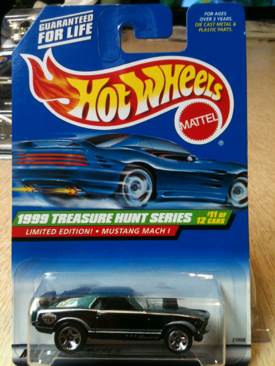 GUARANTEED
FOR LIFE
FOR AGES
OVER 3 YEARS.
DIE CAST METAL &
PLASTIC PARTS.
Hot Wheels
MATTEL
1999 TREASURE HUNT SERIES
#11 OF
12 CARS
LIMITED EDITION! • MUSTANG MACH I